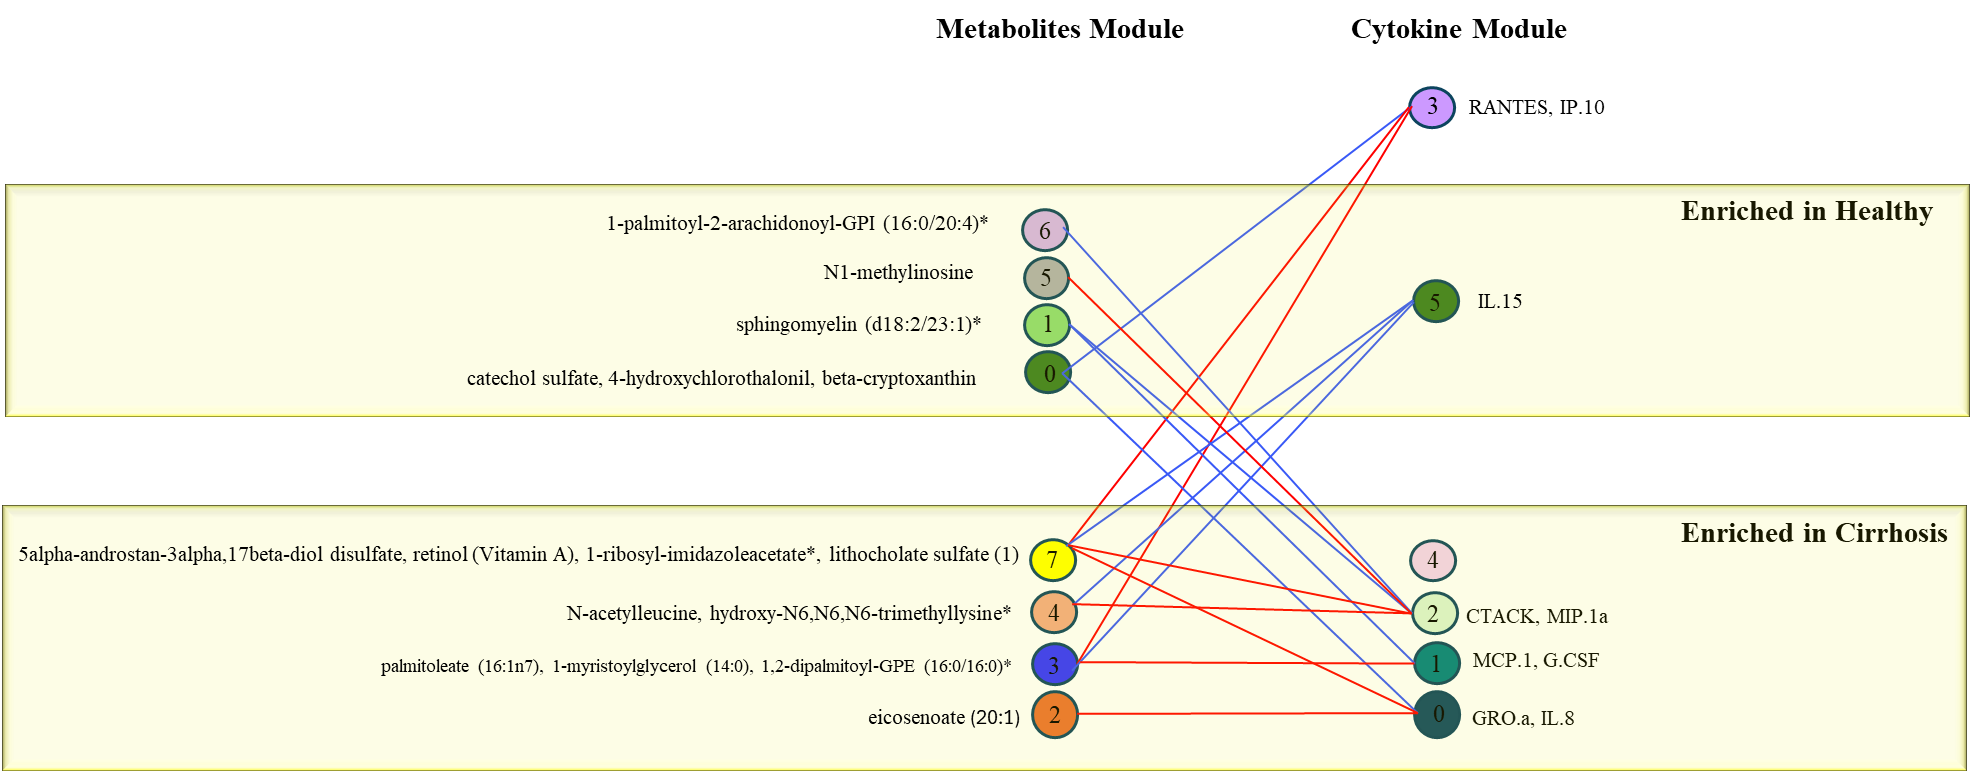 Metabolites Module Cytokine Module
3 RANTES, IP.10
Enriched in Healthy
1-palmitoyl-2-arachidonoyl-GPI (16:0/20:4)* 6
N1-methylinosine 5
5 IL.15
sphingomyelin (d18:2/23:1)* 1
catechol sulfate, 4-hydroxychlorothalonil, beta-cryptoxanthin 0
Enriched in Cirrhosis
5alpha-androstan-3alpha,17beta-diol disulfate, retinol (Vitamin A), 1-ribosyl-imidazoleacetate*, lithocholate sulfate (1) 7 4
N-acetylleucine, hydroxy-N6,N6,N6-trimethyllysine* 4 2 CTACK, MIP.1a
palmitoleate (16:1n7), 1-myristoylglycerol (14:0), 1,2-dipalmitoyl-GPE (16:0/16:0)* 3 1 MCP.1, G.CSF
eicosenoate (20:1) 2 0 GRO.a, IL.8